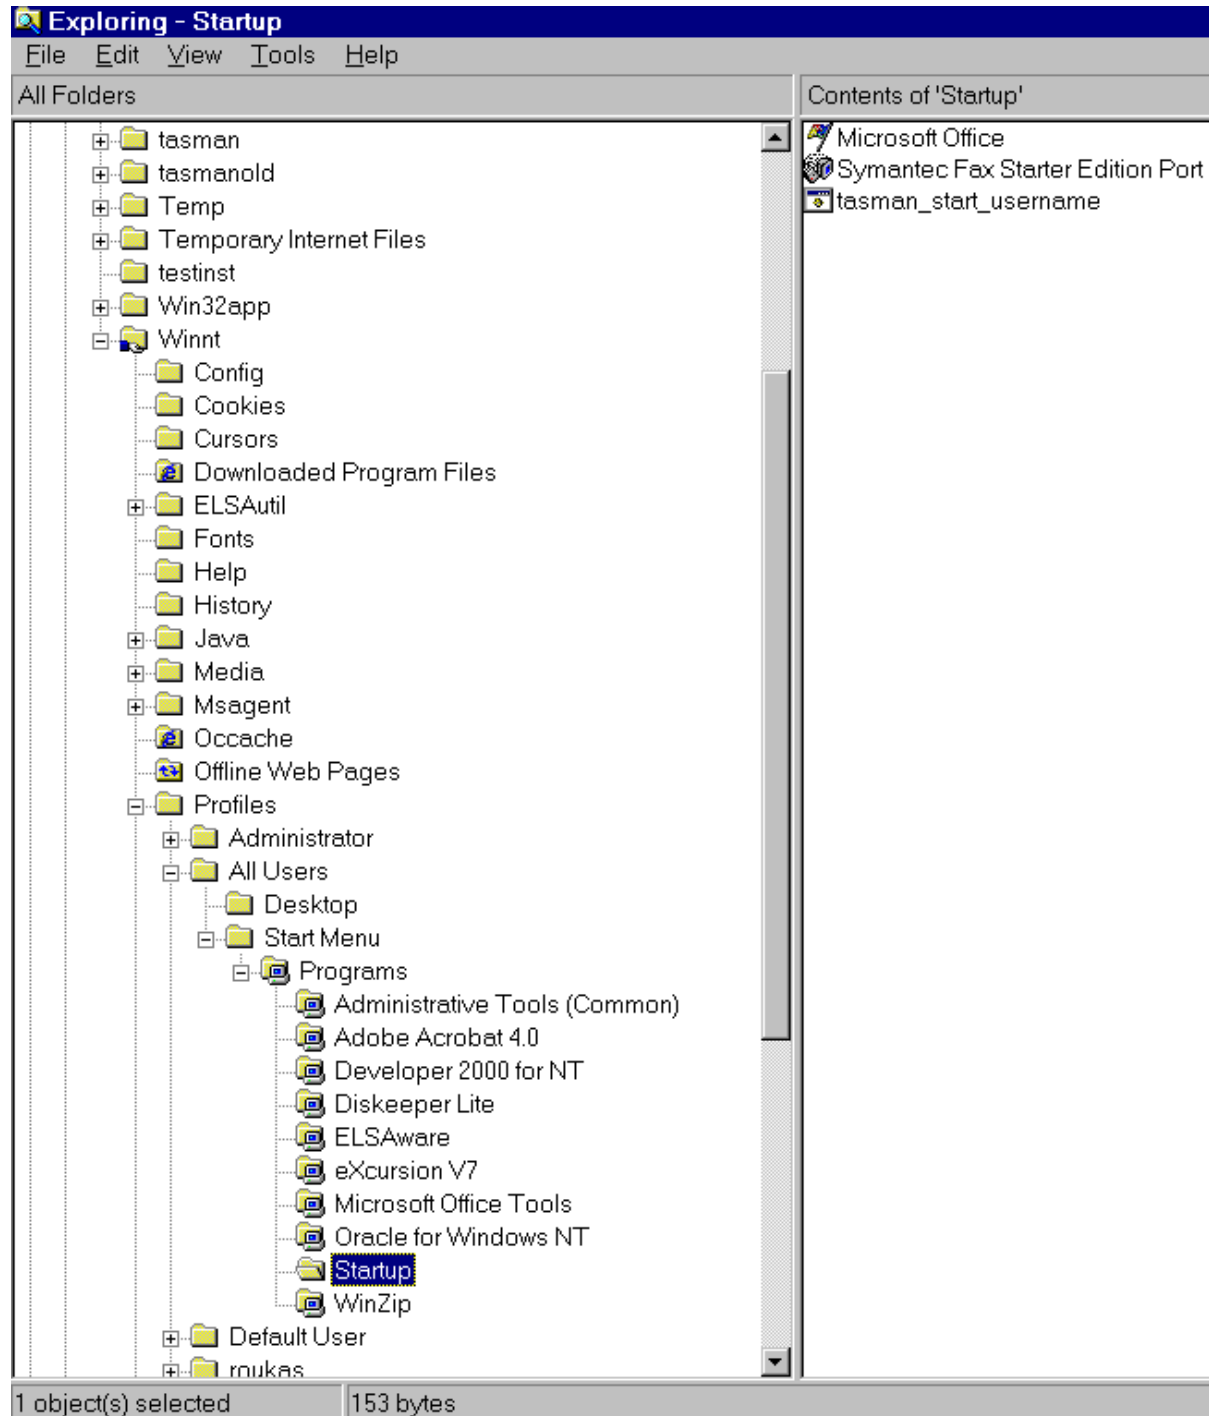 Exploring - Startup
File Edit View Tools Help
All Folders
Contents of 'Startup'
tasman
tasmanold
Temp
Temporary Internet Files
testinst
Win32app
Winnt
Config
Cookies
Cursors
Downloaded Program Files
ELSAutil
Fonts
Help
History
Java
Media
Msagent
Occache
Offline Web Pages
Profiles
Administrator
All Users
Desktop
Start Menu
Programs
Administrative Tools (Common)
Adobe Acrobat 4.0
Developer 2000 for NT
Diskeeper Lite
ELSAware
eXcursion V7
Microsoft Office Tools
Oracle for Windows NT
Startup
WinZip
Default User
roukas
Microsoft Office
Symantec Fax Starter Edition Port
tasman_start_username
1 object(s) selected
153 bytes